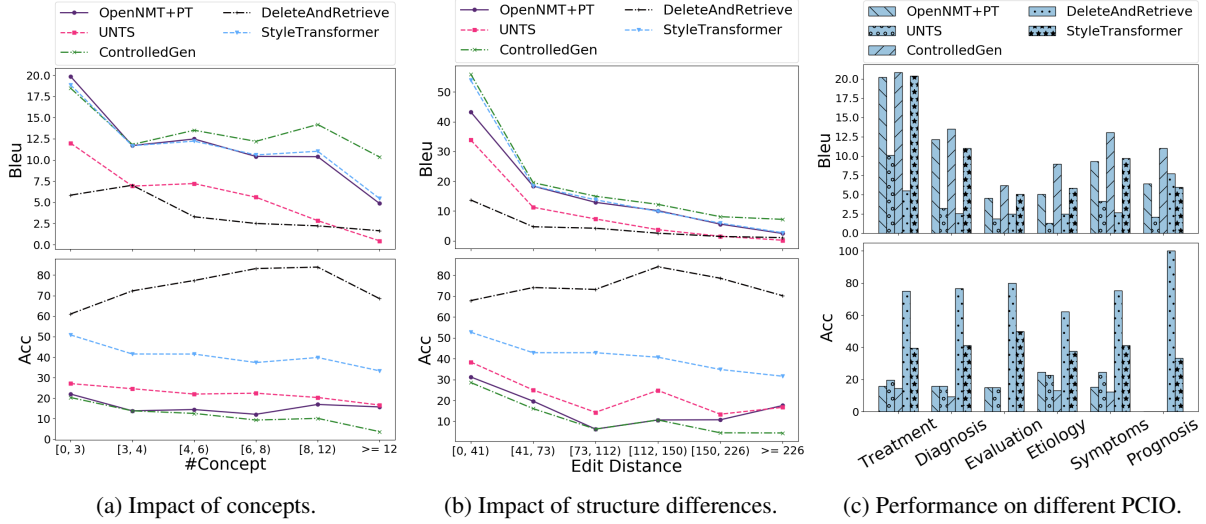 OpenNMT+PT
UNTS
ControlledGen
DeleteAndRetrieve
StyleTransformer
Bleu
20.0
17.5
15.0
12.5
10.0
7.5
5.0
2.5
0.0
Acc
80
70
60
50
40
30
20
10
0
[0, 3) [3, 4) [4, 6) [6, 8) [8, 12) >= 12
#Concept
(a) Impact of concepts.
OpenNMT+PT
UNTS
ControlledGen
DeleteAndRetrieve
StyleTransformer
Bleu
50
40
30
20
10
0
Acc
80
70
60
50
40
30
20
10
[0, 41) [41, 73) [73, 112) [112, 150) [150, 226) >= 226
Edit Distance
(b) Impact of structure differences.
OpenNMT+PT
UNTS
ControlledGen
DeleteAndRetrieve
StyleTransformer
Bleu
20.0
17.5
15.0
12.5
10.0
7.5
5.0
2.5
0.0
Acc
100
80
60
40
20
0
Treatment
Diagnosis
Evaluation
Etiology
Symptoms
Prognosis
(c) Performance on different PCIO.